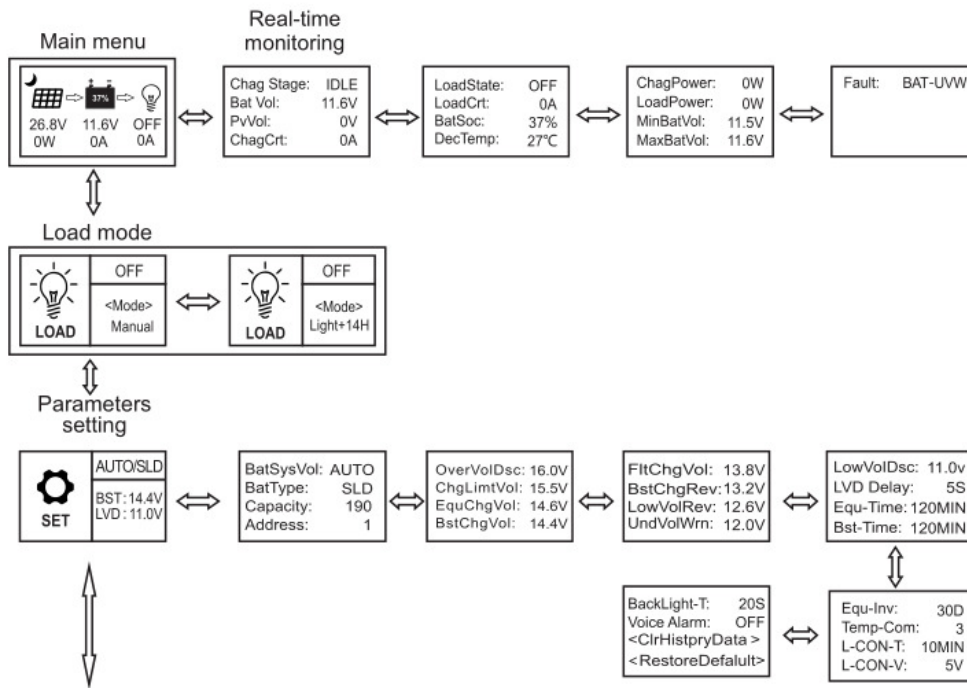 Main menu
Real-time
monitoring
37%
26.8V 11.6V OFF
0W 0A 0A
Chag Stage: IDLE
Bat Vol: 11.6V
PvVol: 0V
ChagCrt: 0A
LoadState: OFF
LoadCrt: 0A
BatSoc: 37%
DecTemp: 27℃
ChagPower: 0W
LoadPower: 0W
MinBatVol: 11.5V
MaxBatVol: 11.6V
Fault: BAT-UVW
Load mode
LOAD
OFF
<Mode>
Manual
LOAD
OFF
<Mode>
Light+14H
Parameters
setting
SET
AUTO/SLD
BST:14.4V
LVD:11.0V
BatSysVol: AUTO
BatType: SLD
Capacity: 190
Address: 1
OverVolDsc: 16.0V
ChgLimtVol: 15.5V
EquChgVol: 14.6V
BstChgVol: 14.4V
FltChgVol: 13.8V
BstChgRev: 13.2V
LowVolRev: 12.6V
UndVolWrn: 12.0V
LowVolDsc: 11.0v
LVD Delay: 5S
Equ-Time: 120MIN
Bst-Time: 120MIN
Equ-Inv: 30D
Temp-Com: 3
L-CON-T: 10MIN
L-CON-V: 5V
BackLight-T: 20S
Voice Alarm: OFF
<ClrHistpryData >
<RestoreDefalult>